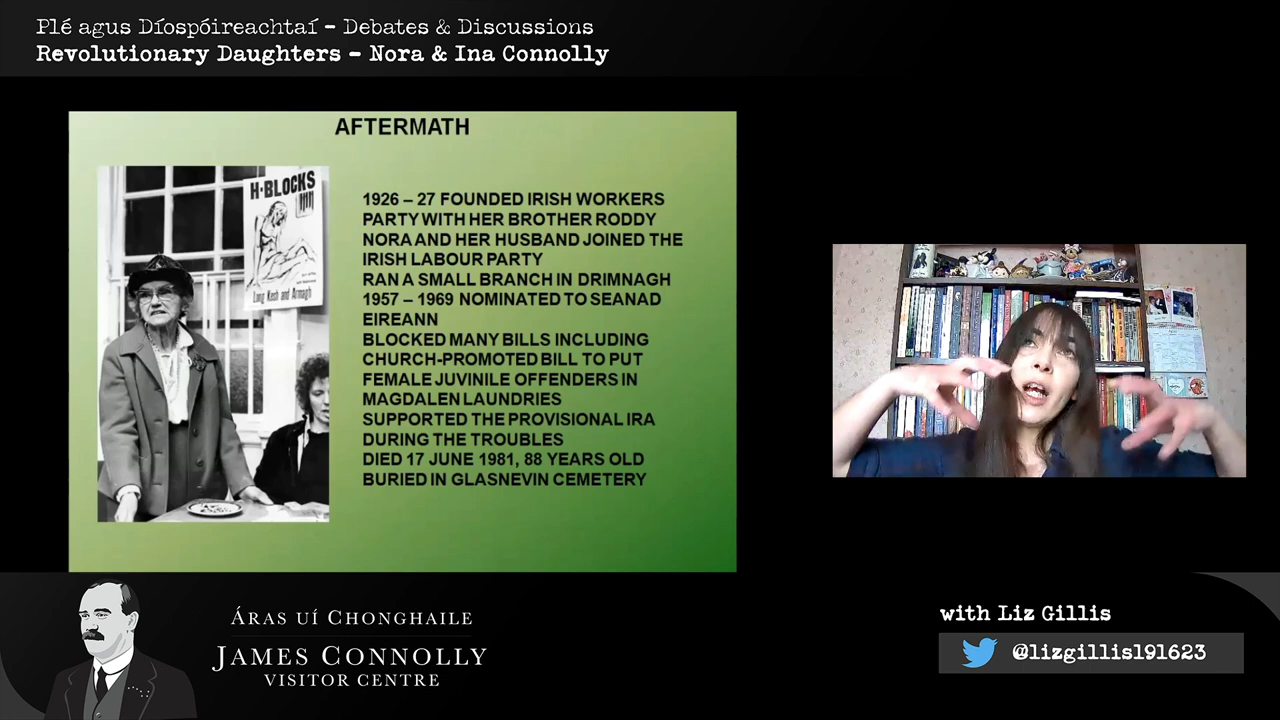 Plé agus Díospóireachtaí – Debates & Discussions
Revolutionary Daughters – Nora & Ina Connolly
AFTERMATH
H-BLOCKS
Long Kesh and Armagh
1926 – 27 FOUNDED IRISH WORKERS
PARTY WITH HER BROTHER RODDY
NORA AND HER HUSBAND JOINED THE
IRISH LABOUR PARTY
RAN A SMALL BRANCH IN DRIMNAGH
1957 – 1969 NOMINATED TO SEANAD
EIREANN
BLOCKED MANY BILLS INCLUDING
CHURCH-PROMOTED BILL TO PUT
FEMALE JUVINILE OFFENDERS IN
MAGDALEN LAUNDRIES
SUPPORTED THE PROVISIONAL IRA
DURING THE TROUBLES
DIED 17 JUNE 1981, 88 YEARS OLD
BURIED IN GLASNEVIN CEMETERY
ÁRAS UÍ CHONGHAILE
JAMES CONNOLLY
VISITOR CENTRE
with Liz Gillis
@lizgillis191623